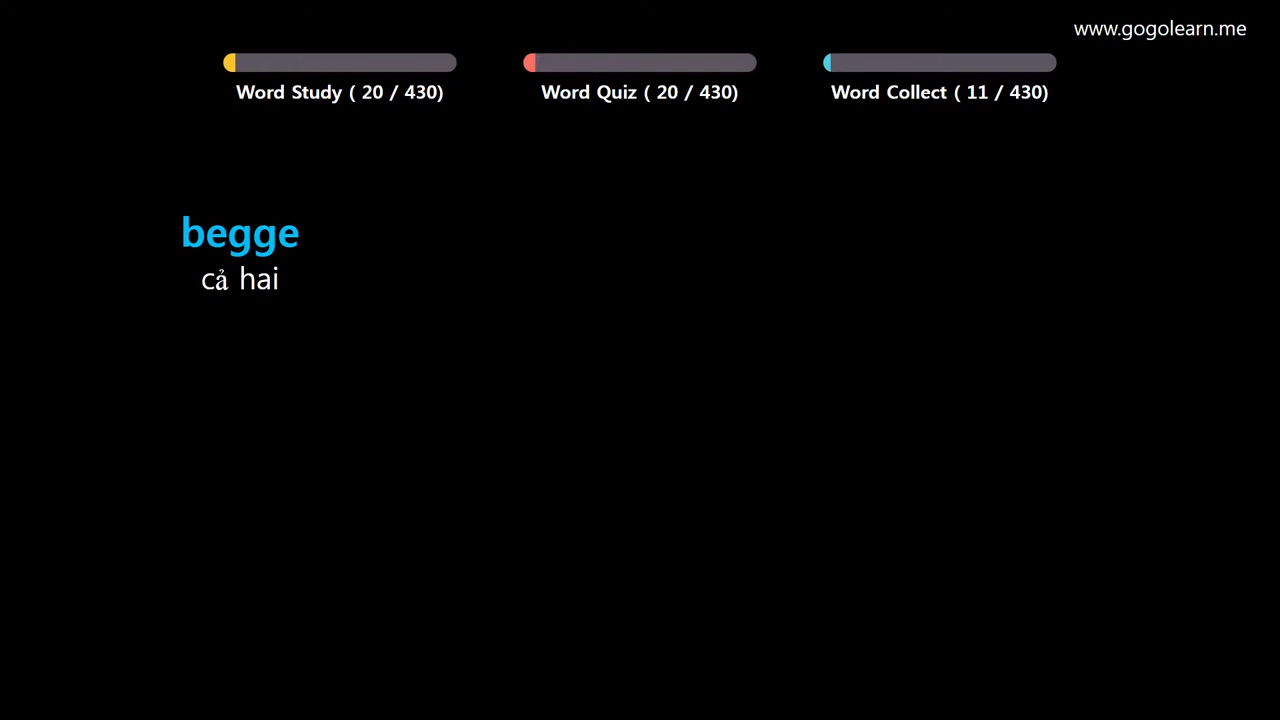 www.gogolearn.me
Word Study ( 20 / 430)
Word Quiz ( 20 / 430)
Word Collect ( 11 / 430)
begge
cả hai